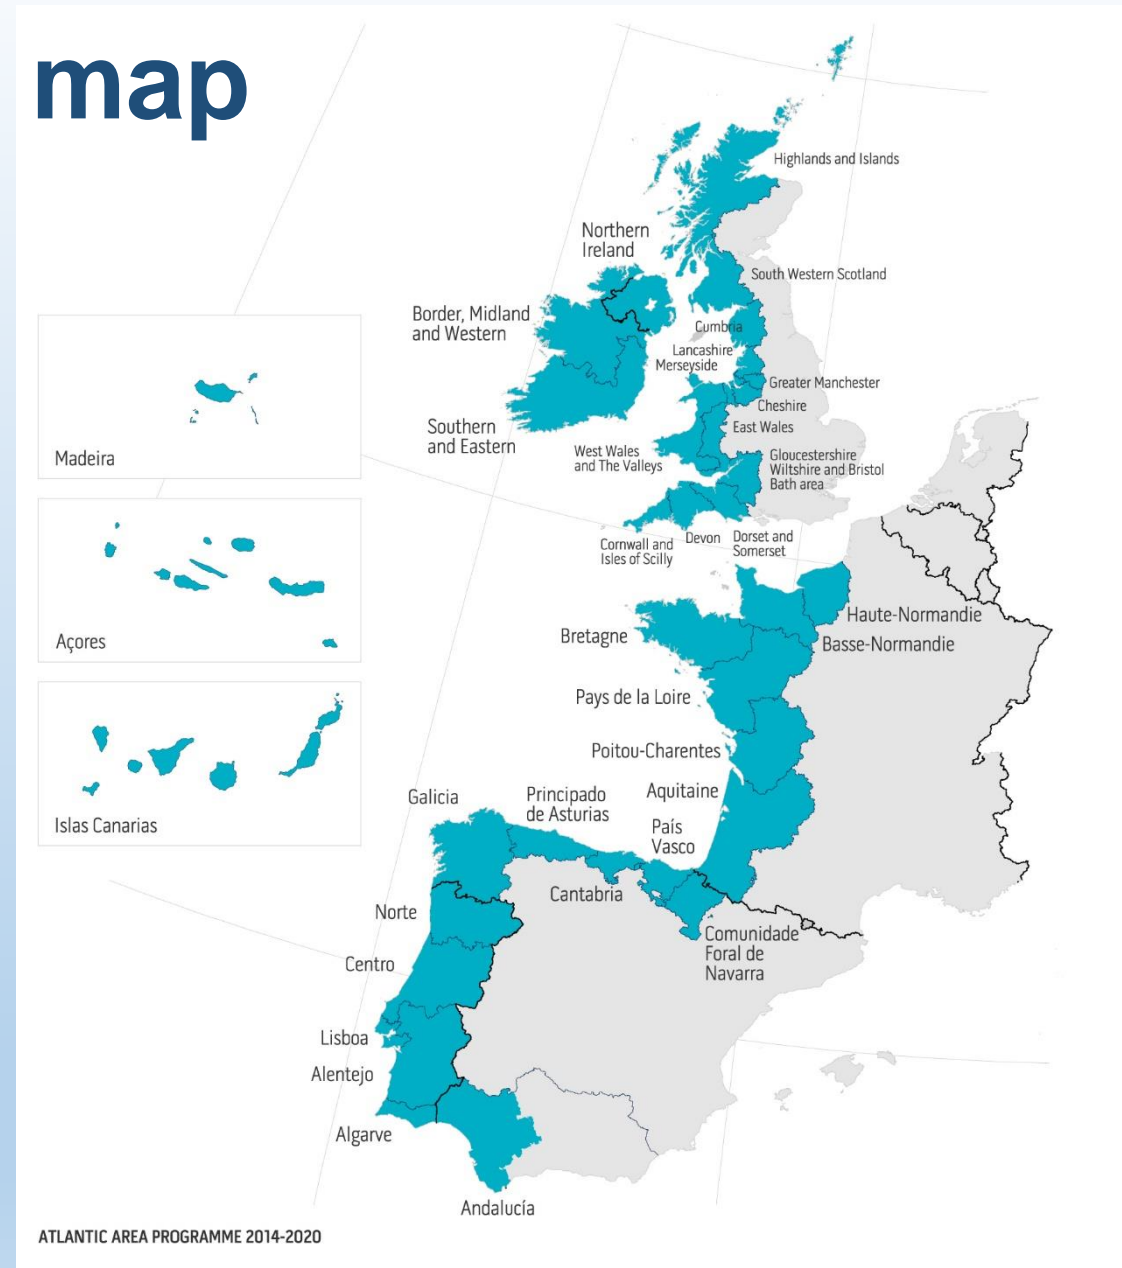 map
Highlands and Islands
Northern
Ireland
South Western Scotland
Border, Midland
and Western
Cumbria
Lancashire
Merseyside
Greater Manchester
Cheshire
East Wales
Southern
and Eastern
West Wales
and The Valleys
Gloucestershire
Wiltshire and Bristol
Bath area
Cornwall and
Isles of Scilly
Devon
Dorset and
Somerset
Madeira
Açores
Islas Canarias
Haute-Normandie
Basse-Normandie
Bretagne
Pays de la Loire
Poitou-Charentes
Aquitaine
País
Vasco
Principado
de Asturias
Galicia
Cantabria
Comunidade
Foral de
Navarra
Norte
Centro
Lisboa
Alentejo
Algarve
Andalucía
ATLANTIC AREA PROGRAMME 2014-2020